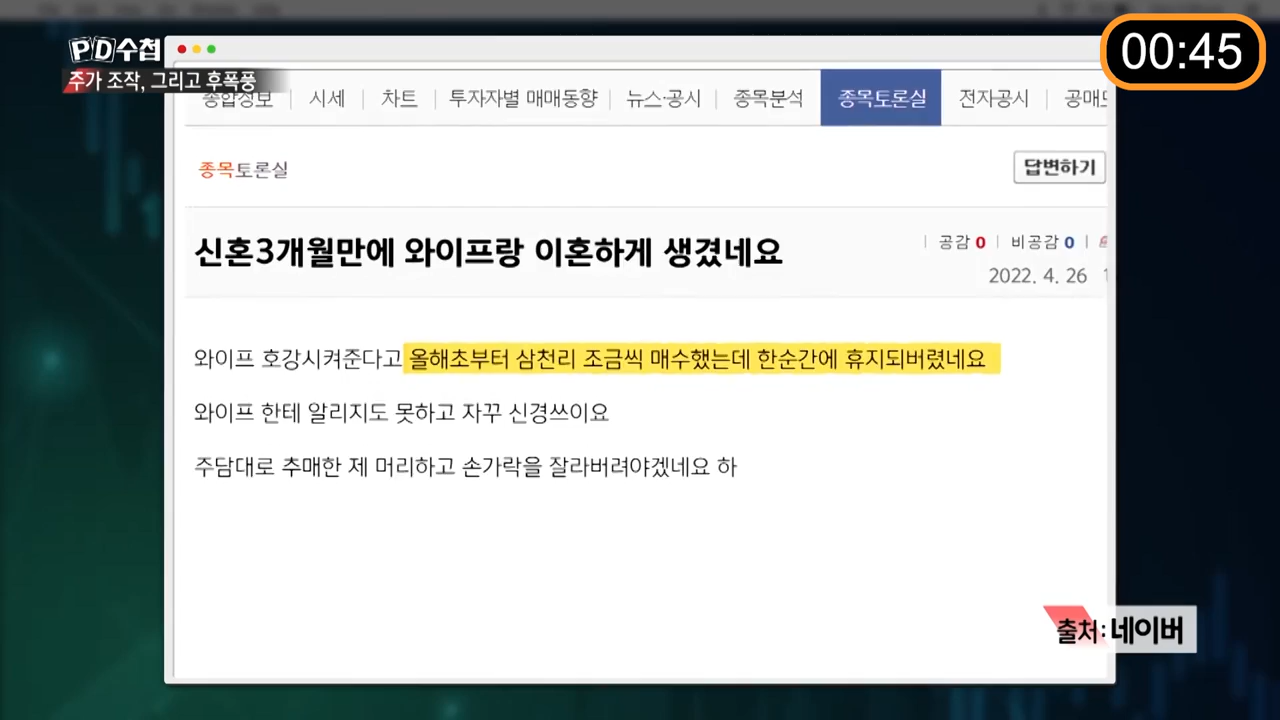 PD수첩
주가 조작, 그리고 후폭풍
00:45
종합정보 시세 차트 투자자별 매매동향 뉴스·공시 종목분석 종목토론실 전자공시
종목토론실
답변하기
신혼3개월만에 와이프랑 이혼하게 생겼네요
공감 0 비공감 0
2022. 4. 26
와이프 호강시켜준다고 올해초부터 삼천리 조금씩 매수했는데 한순간에 휴지되버렸네요
와이프 한테 알리지도 못하고 자꾸 신경쓰이요
주담대로 추매한 제 머리하고 손가락을 잘라버려야겠네요 하
출처:네이버